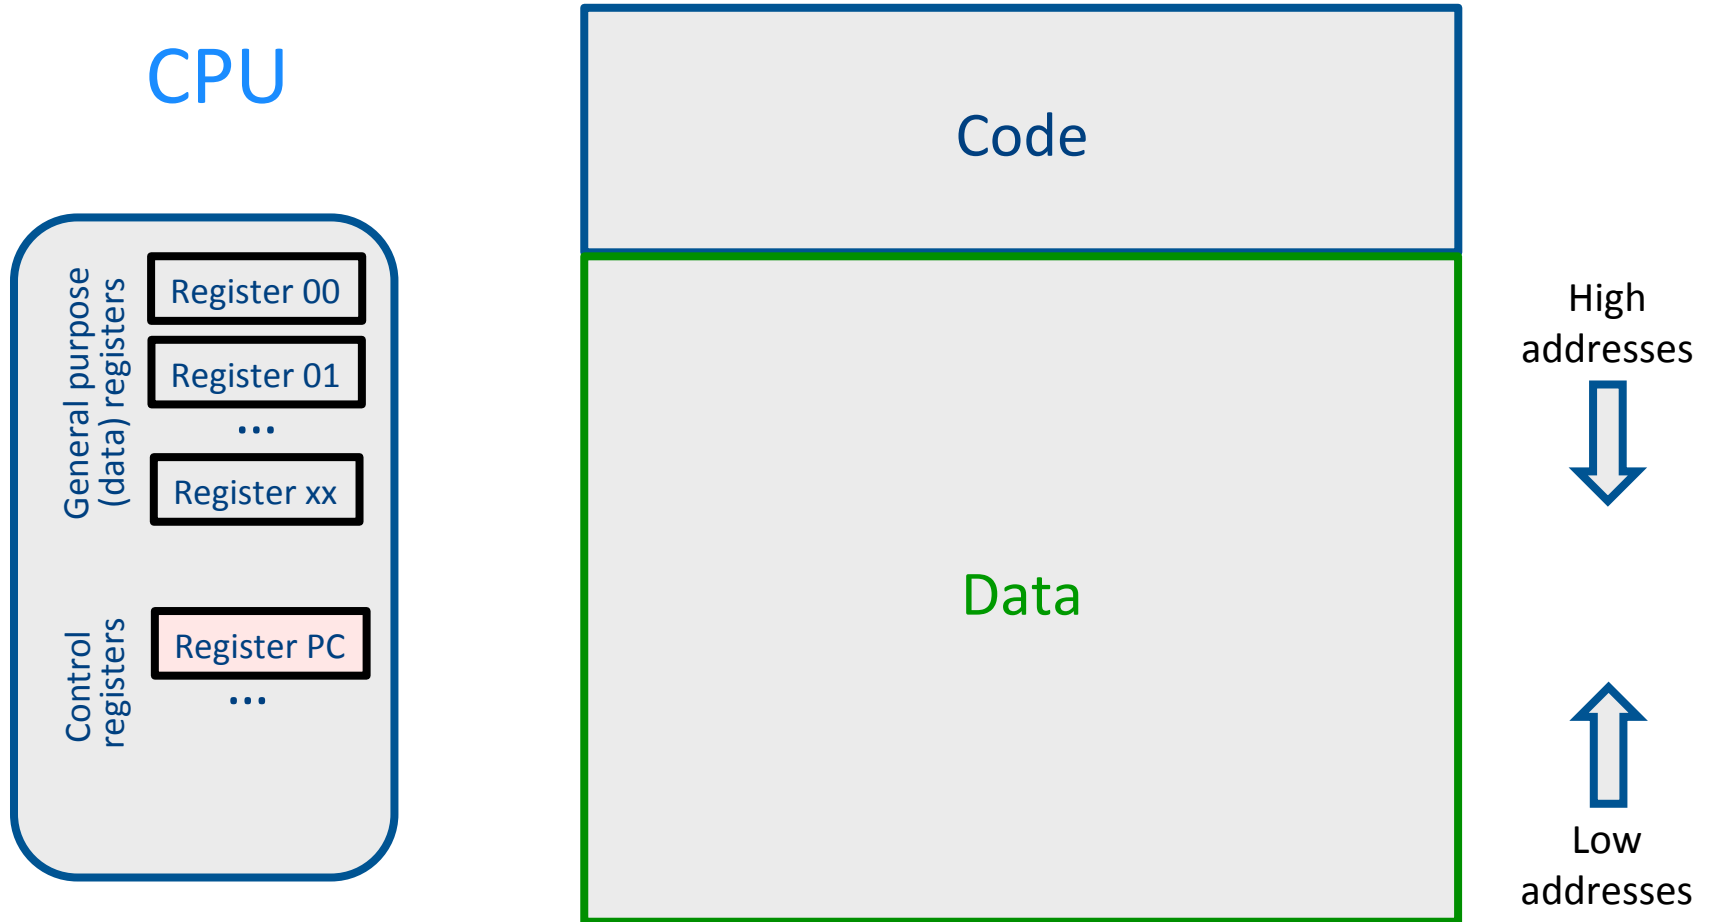 CPU
General purpose
(data) registers
Register 00
Register 01
...
Register xx
Control
registers
Register PC
...
Code
Data
High
addresses
Low
addresses